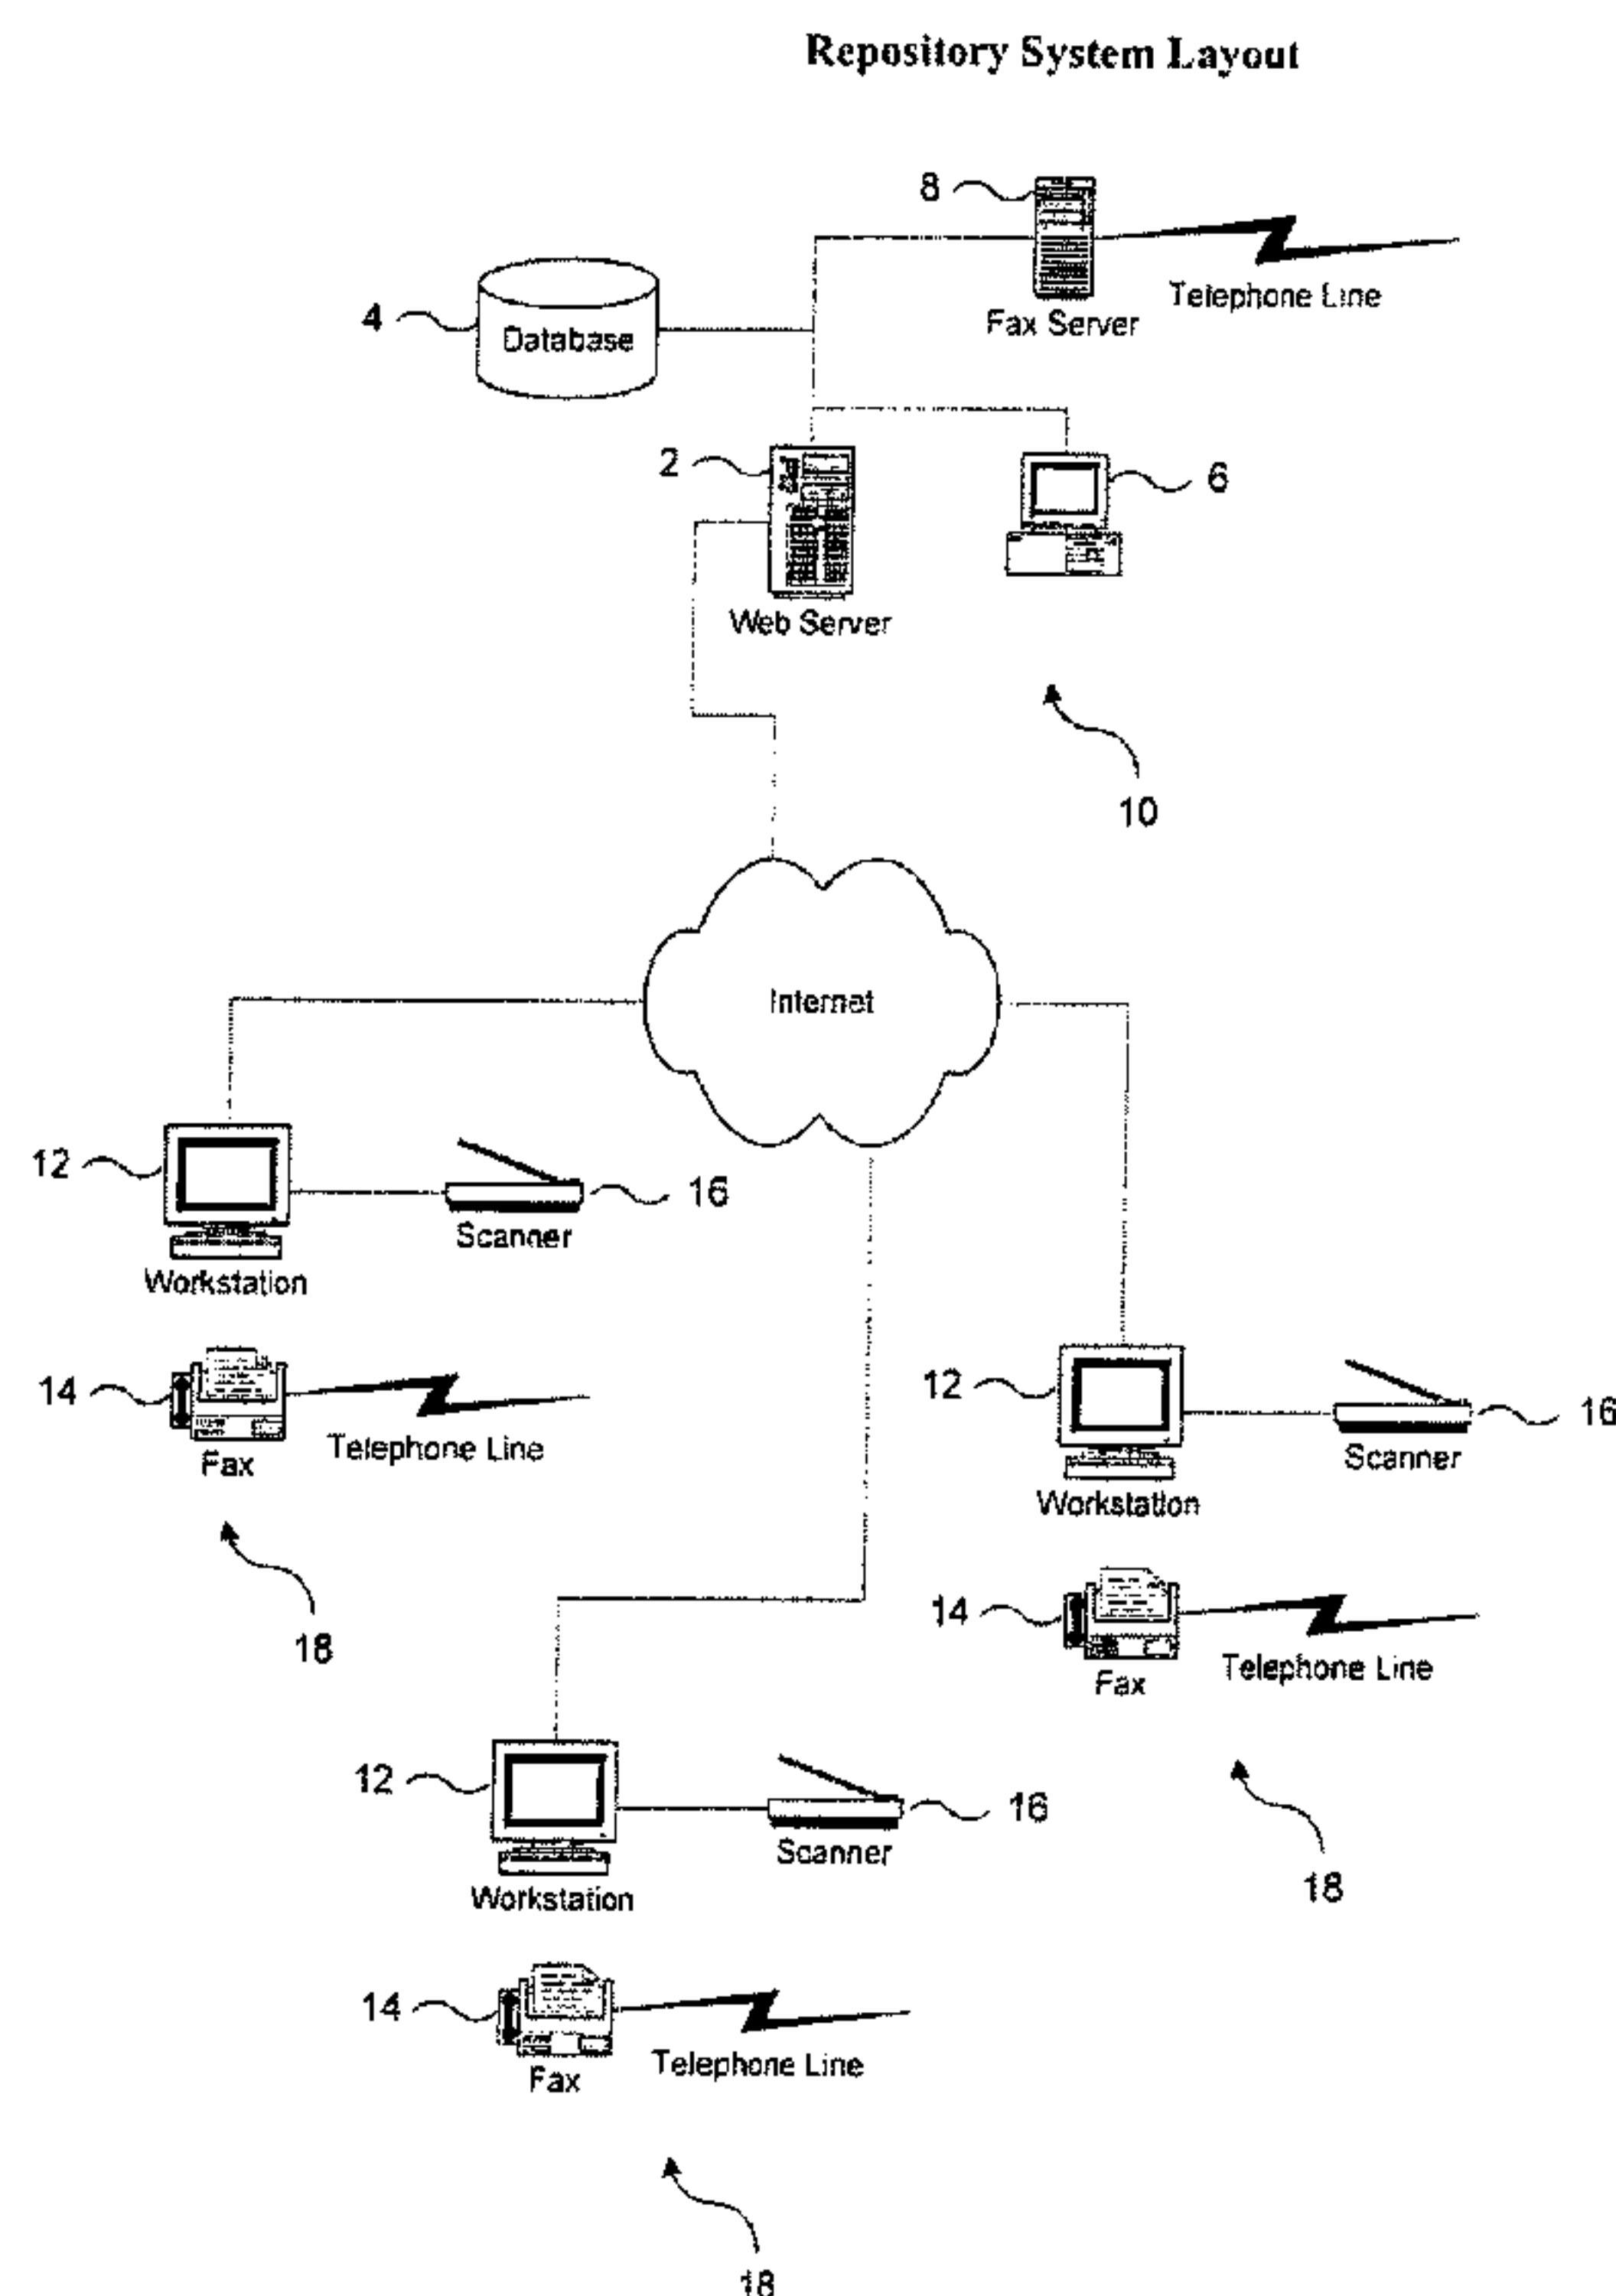 Repository System Layout
8
Telephone Line
Fax Server
4
Database
2
6
Web Server
10
Internet
12
16
Scanner
Workstation
14
Telephone Line
Fax
18
12
16
Scanner
Workstation
14
Telephone Line
Fax
18
12
16
Scanner
Workstation
14
Telephone Line
Fax
18